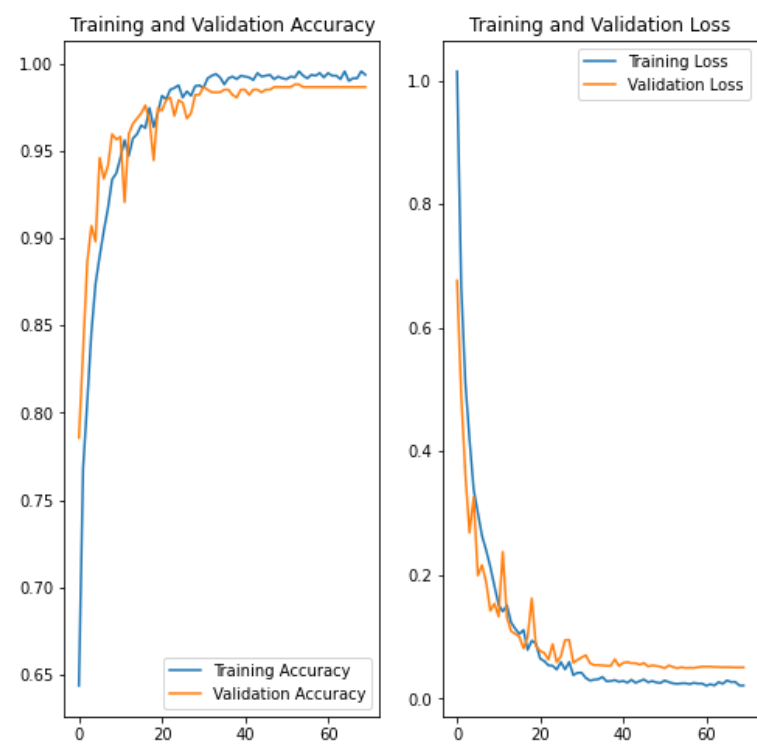 Training and Validation Accuracy
1.00
0.95
0.90
0.85
0.80
0.75
0.70
0.65
Training Accuracy
Validation Accuracy
0 20 40 60
Training and Validation Loss
Training Loss
Validation Loss
1.0
0.8
0.6
0.4
0.2
0.0
0 20 40 60